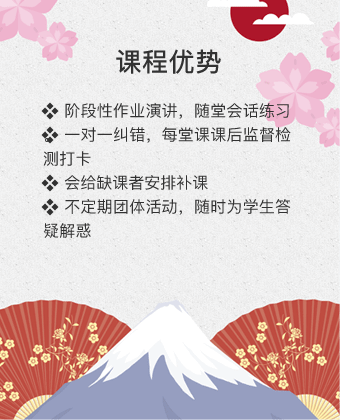 课程优势
❖ 阶段性作业演讲，随堂会话练习
❖ 一对一纠错，每堂课课后监督检
测打卡
❖ 会给缺课者安排补课
❖ 不定期团体活动，随时为学生答
疑解惑